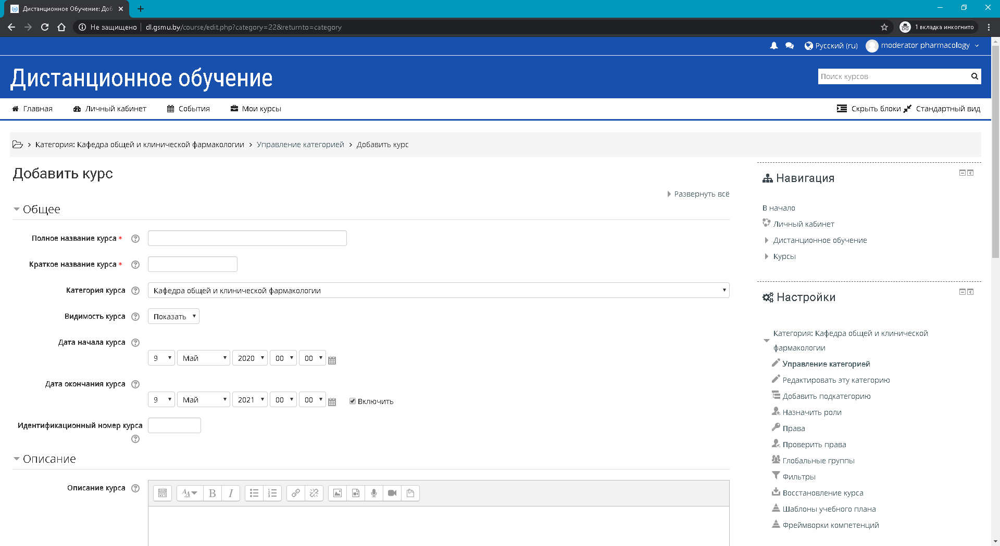 Дистанционное Обучение: Доб
Не защищено
dl.gsmu.by/course/edit.php?category=22&returnto=category
1 вкладка инкогнито
Русский (ru)
moderator pharmacology
Дистанционное обучение
Поиск курсов
Главная
Личный кабинет
События
Мои курсы
Скрыть блоки
Стандартный вид
Категория: Кафедра общей и клинической фармакологии > Управление категорией > Добавить курс
Добавить курс
Развернуть всё
Общее
Полное название курса *
Краткое название курса *
Категория курса
Кафедра общей и клинической фармакологии
Видимость курса
Показать
Дата начала курса
9 Май 2020 00 00
Дата окончания курса
9 Май 2021 00 00 Включить
Идентификационный номер курса
Описание
Описание курса
Навигация
В начало
Личный кабинет
Дистанционное обучение
Курсы
Настройки
Категория: Кафедра общей и клинической
фармакологии
Управление категорией
Редактировать эту категорию
Добавить подкатегорию
Назначить роли
Права
Проверить права
Глобальные группы
Фильтры
Восстановление курса
Шаблоны учебного плана
Фреймворки компетенций